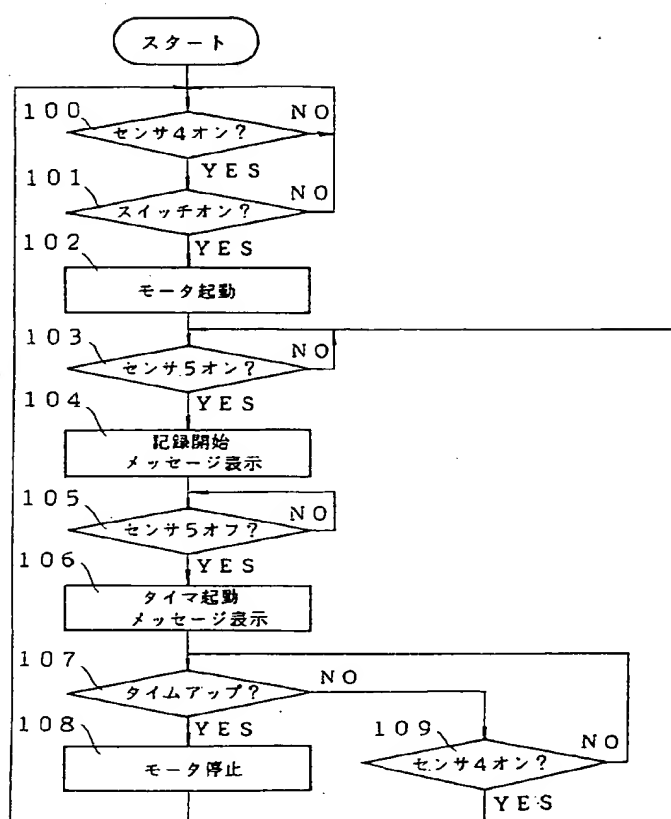 スタート
100
NO
センサ4オン?
YES
101
NO
スイッチオン?
YES
102
モータ起動
103
NO
センサ5オン?
YES
104
記録開始
メッセージ表示
105
NO
センサ5オフ?
YES
106
タイマ起動
メッセージ表示
107
NO
タイムアップ?
YES
108
モータ停止
109
NO
センサ4オン?
YES